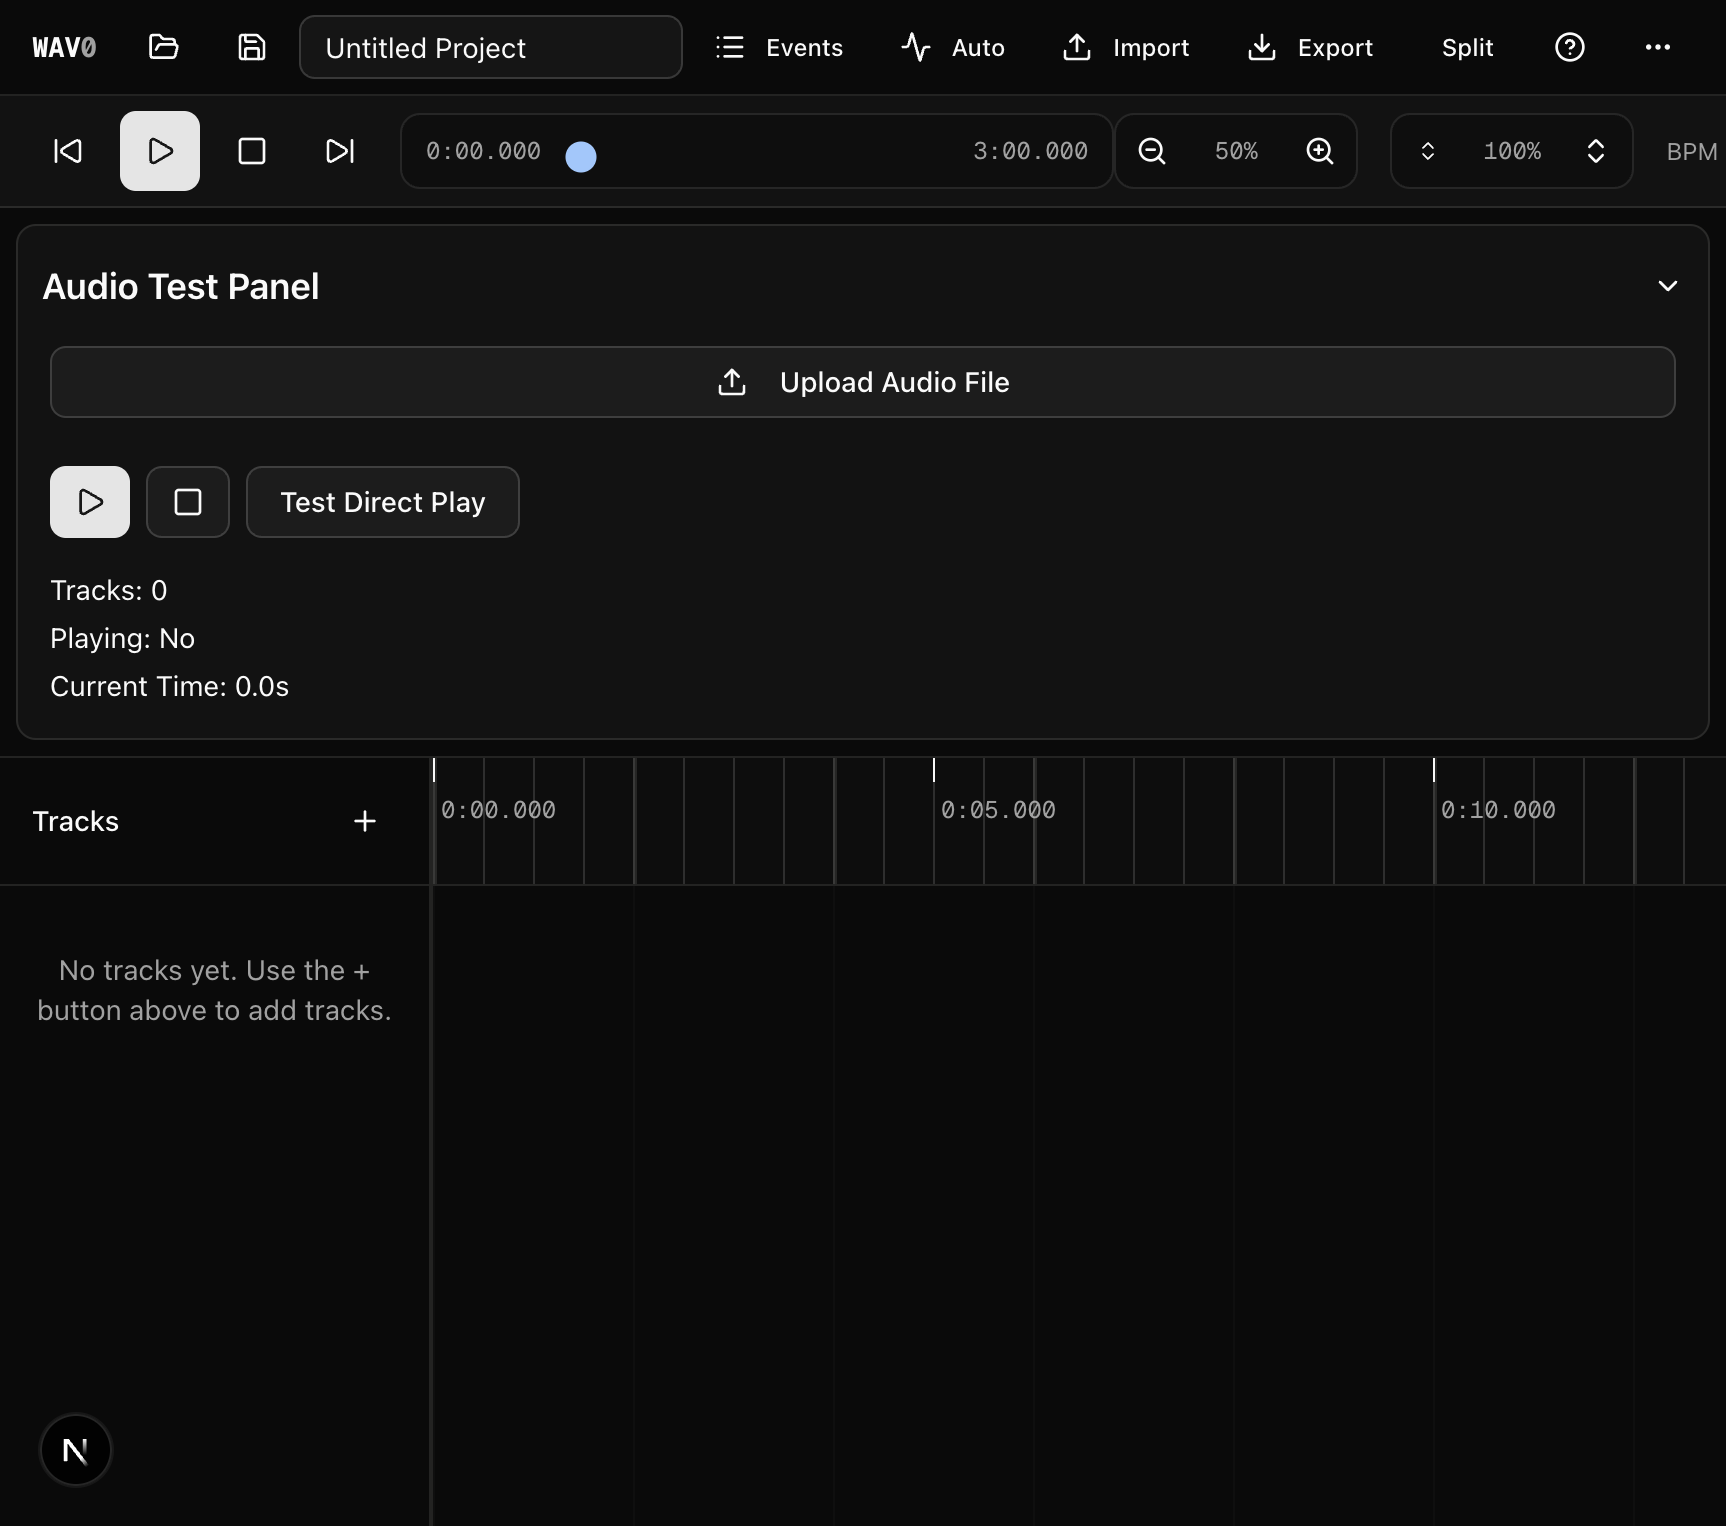 WAV0
Untitled Project
Events
Auto
Import
Export
Split
0:00.000
3:00.000
50%
100%
BPM
Audio Test Panel
Upload Audio File
Test Direct Play
Tracks: 0
Playing: No
Current Time: 0.0s
Tracks
0:00.000
0:05.000
0:10.000
No tracks yet. Use the +
button above to add tracks.
N